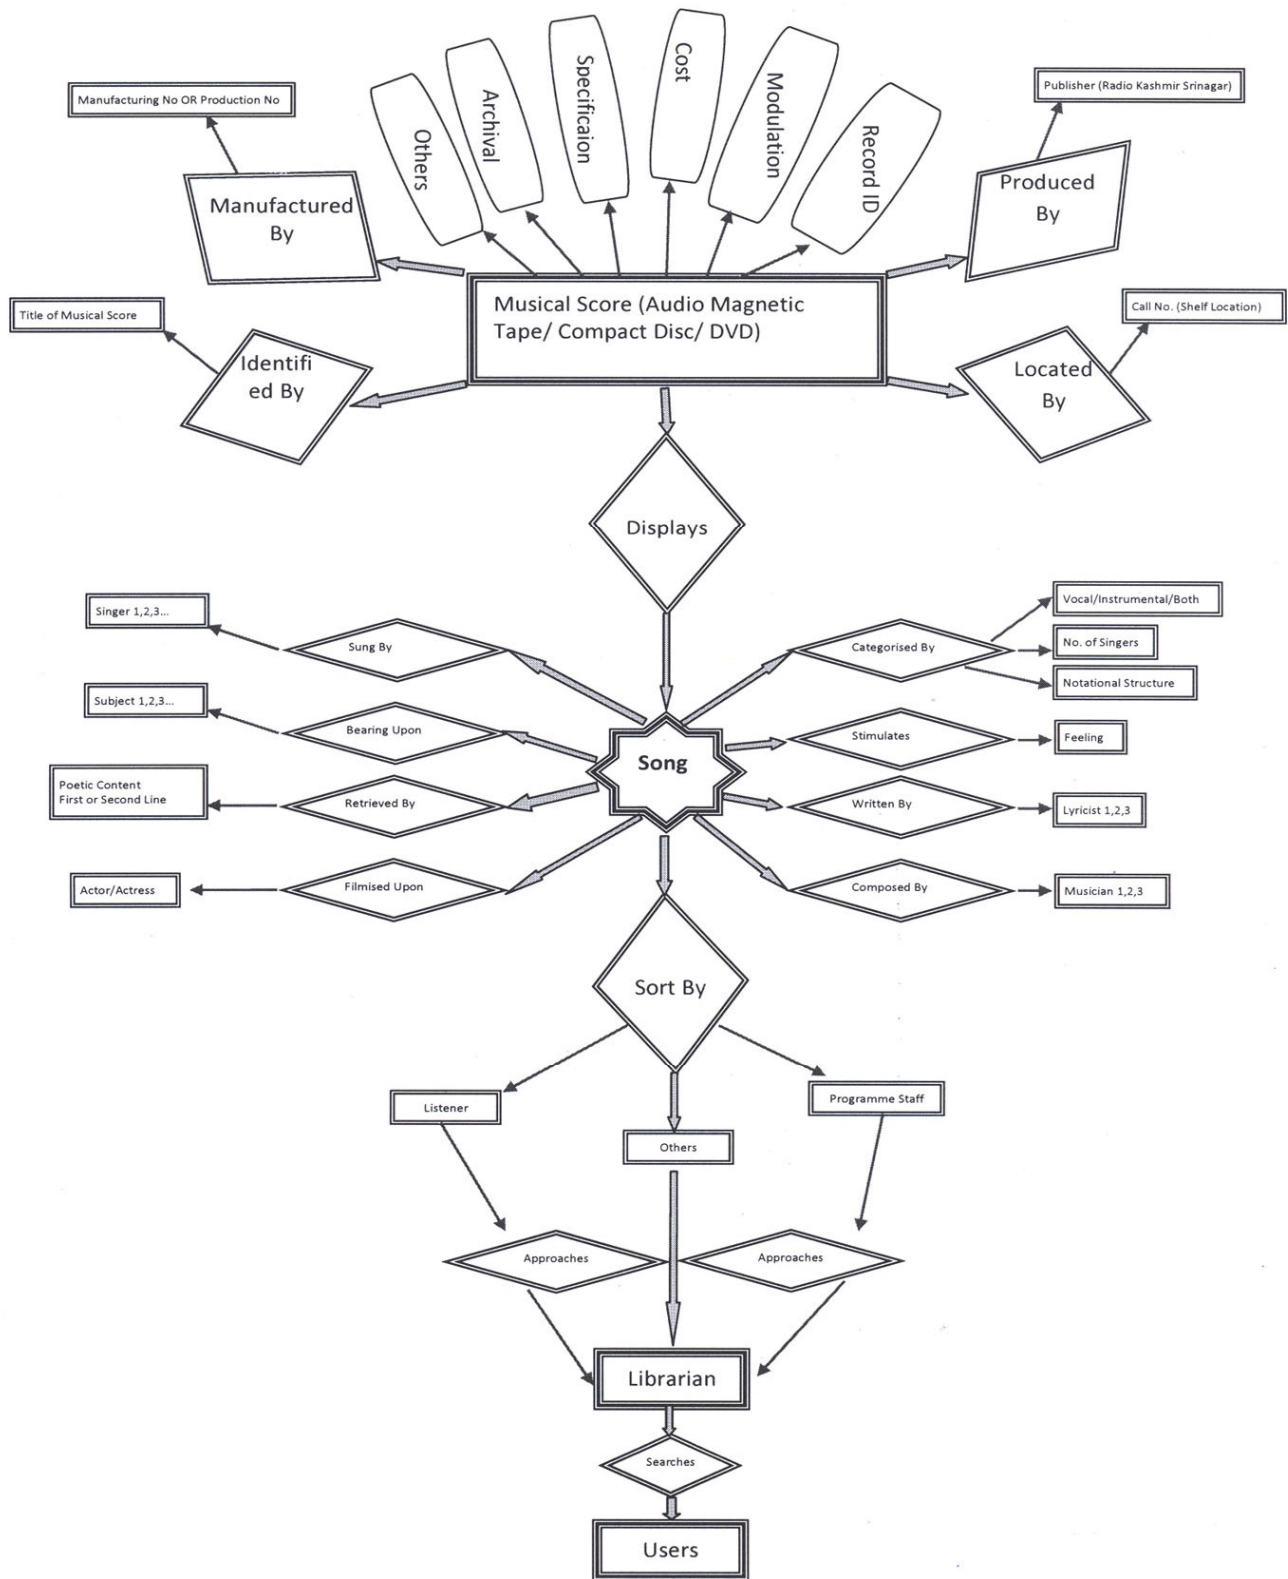 Others
Archival
Specificaion
Cost
Modulation
Record ID
Manufacturing No OR Production No
Publisher (Radio Kashmir Srinagar)
Manufactured
By
Produced
By
Title of Musical Score
Musical Score (Audio Magnetic
Tape/ Compact Disc/ DVD)
Call No. (Shelf Location)
Identifi
ed By
Located
By
Displays
Singer 1,2,3...
Sung By
Categorised By
Vocal/Instrumental/Both
No. of Singers
Notational Structure
Subject 1,2,3...
Bearing Upon
Song
Stimulates
Feeling
Poetic Content
First or Second Line
Retrieved By
Written By
Lyricist 1,2,3
Actor/Actress
Filmised Upon
Composed By
Musician 1,2,3
Sort By
Listener
Programme Staff
Others
Approaches
Approaches
Librarian
Searches
Users